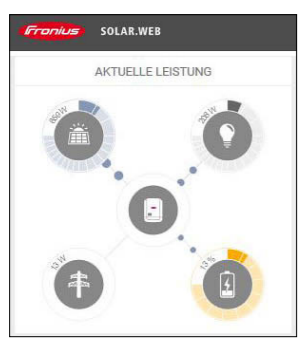 Fronius SOLAR.WEB
AKTUELLE LEISTUNG
860 W
208 W
13 W
13 %